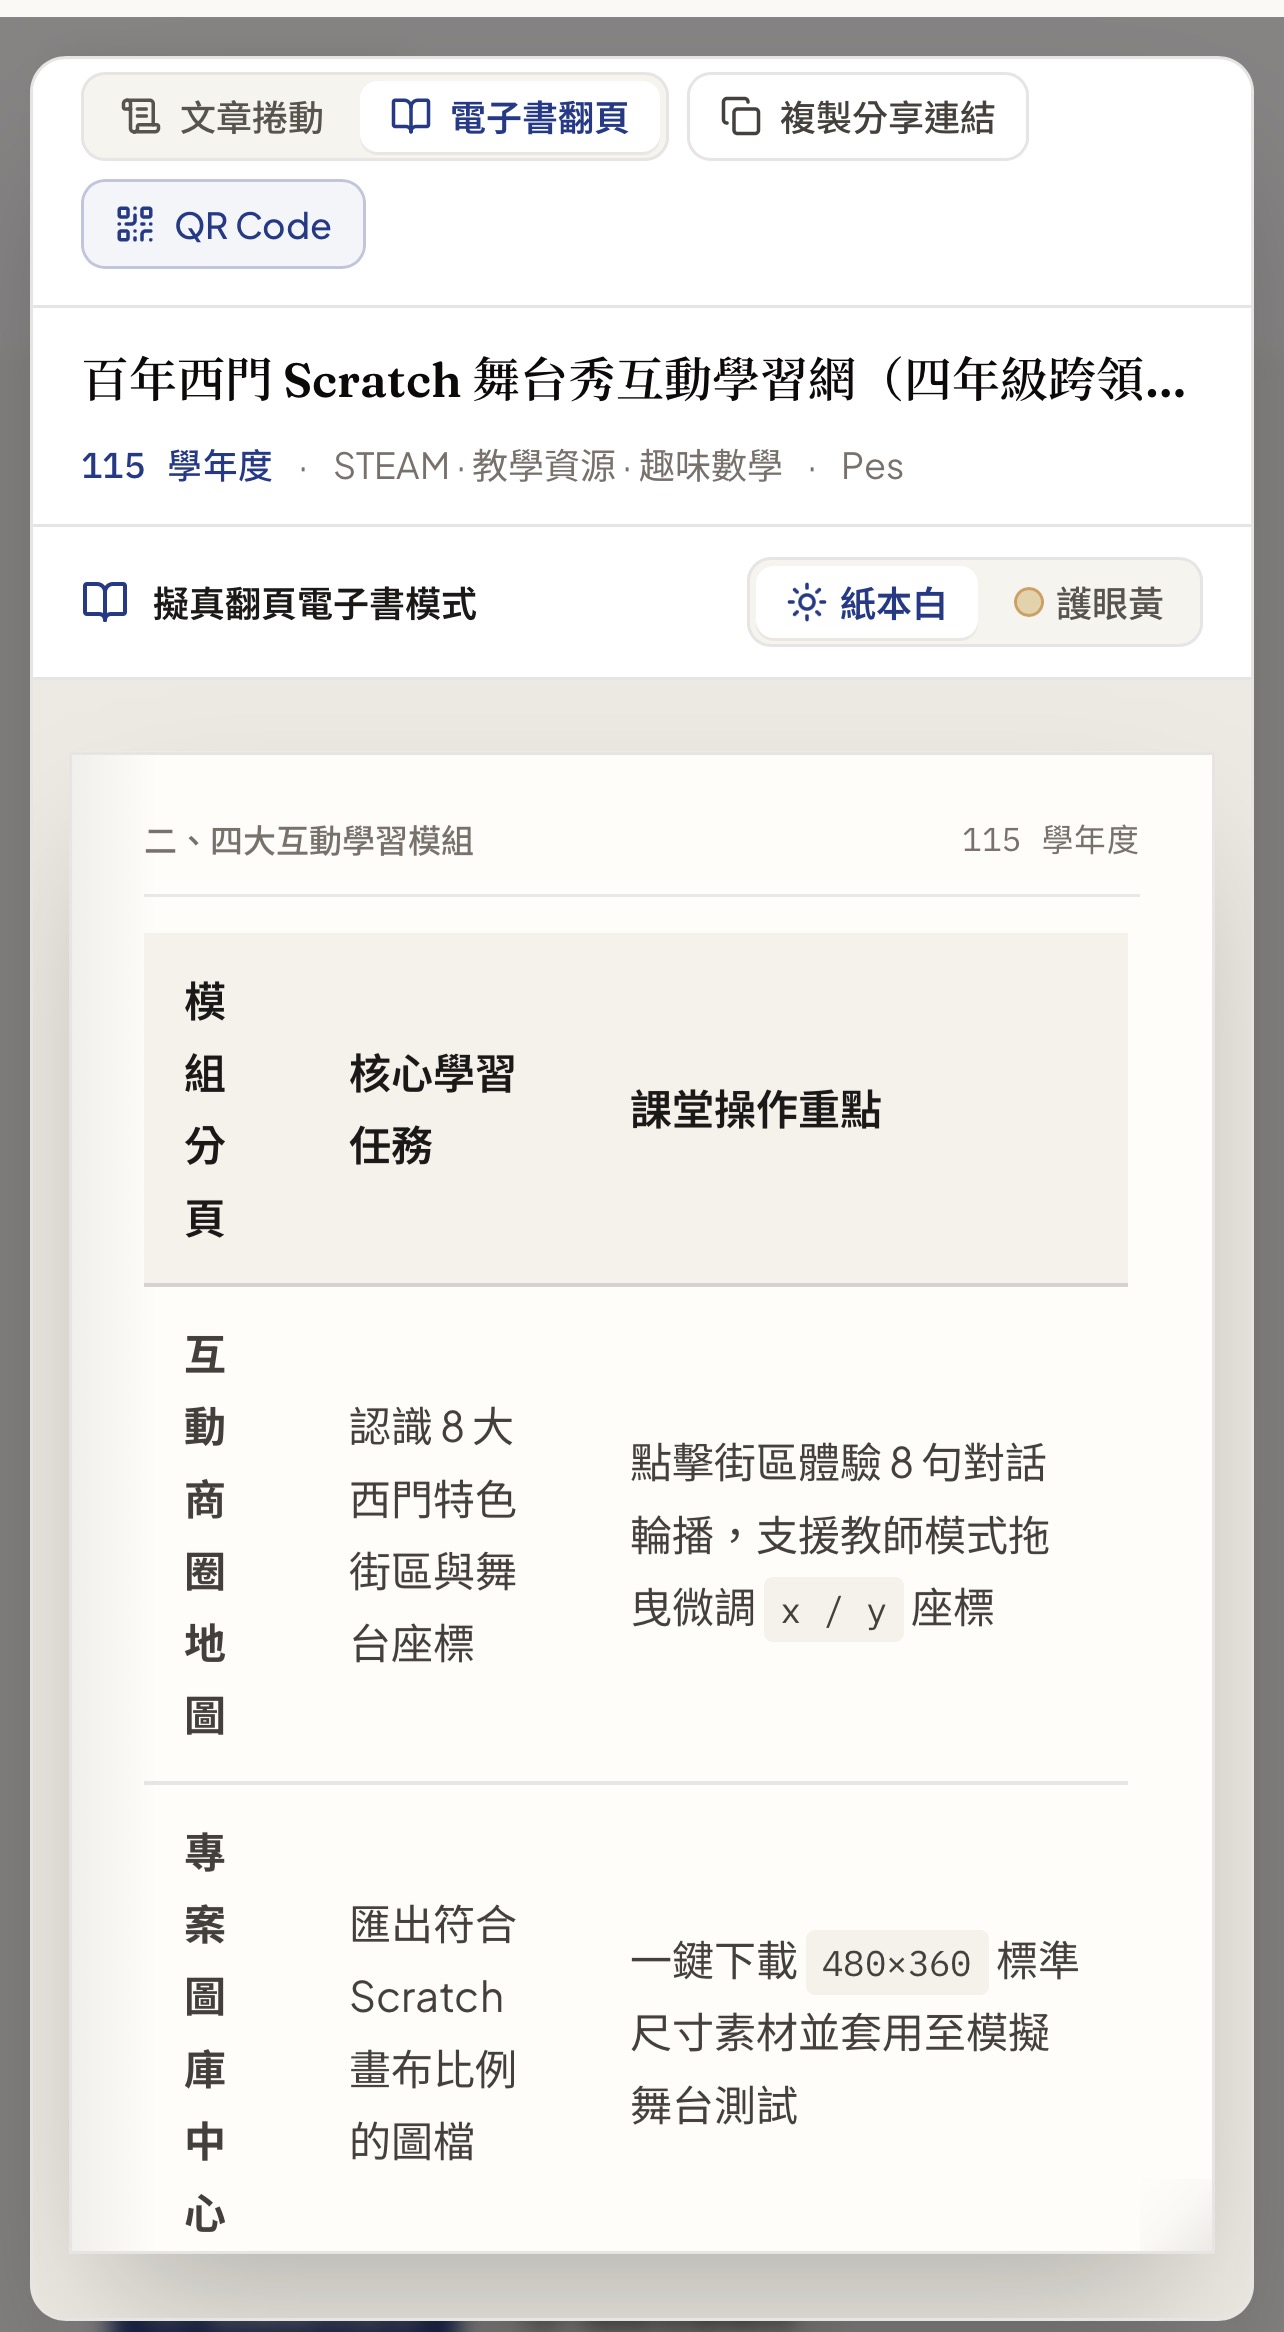 文章捲動 電子書翻頁 複製分享連結
QR Code
百年西門 Scratch 舞台秀互動學習網（四年級跨領...
115 學年度 · STEAM · 教學資源 · 趣味數學 · Pes
擬真翻頁電子書模式 紙本白 護眼黃
二、四大互動學習模組 115 學年度
模
組
分
頁
核心學習
任務
課堂操作重點
互
動
商
圈
地
圖
認識 8 大
西門特色
街區與舞
台座標
點擊街區體驗 8 句對話
輪播，支援教師模式拖
曳微調 x / y 座標
專
案
圖
庫
中
心
匯出符合
Scratch
畫布比例
的圖檔
一鍵下載 480×360 標準
尺寸素材並套用至模擬
舞台測試